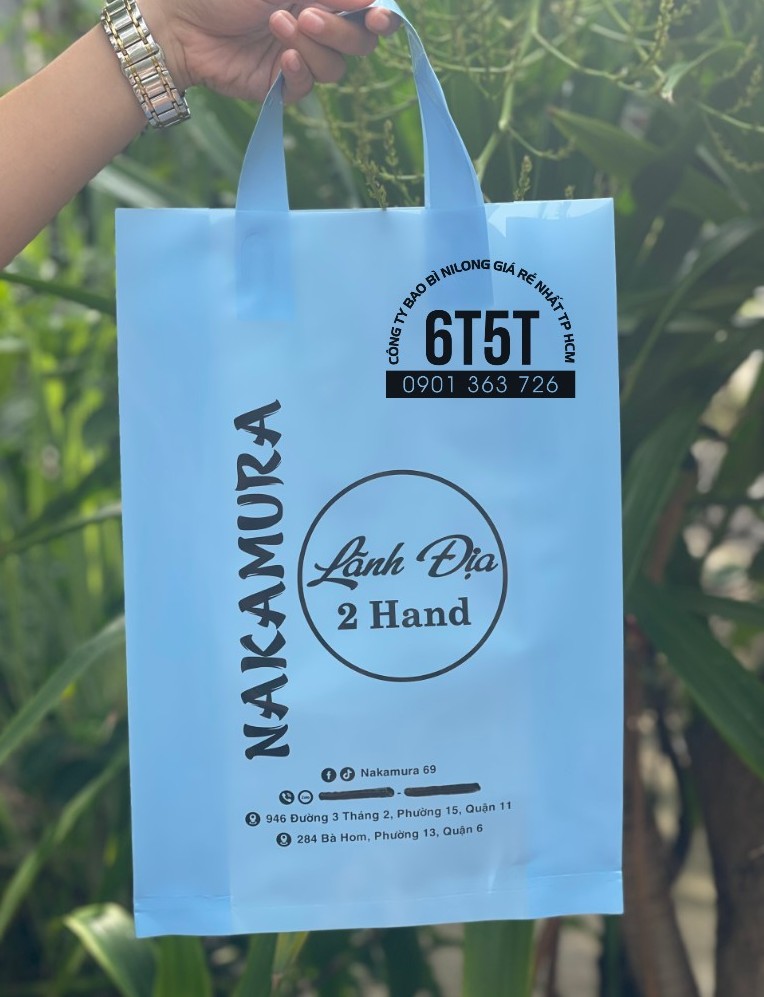 CÔNG TY BAO BÌ NILONG GIÁ RẺ NHẤT TP HCM
6T5T
0901 363 726
NAKAMURA
Lãnh Địa
2 Hand
Nakamura 69
-
946 Đường 3 Tháng 2, Phường 15, Quận 11
284 Bà Hom, Phường 13, Quận 6